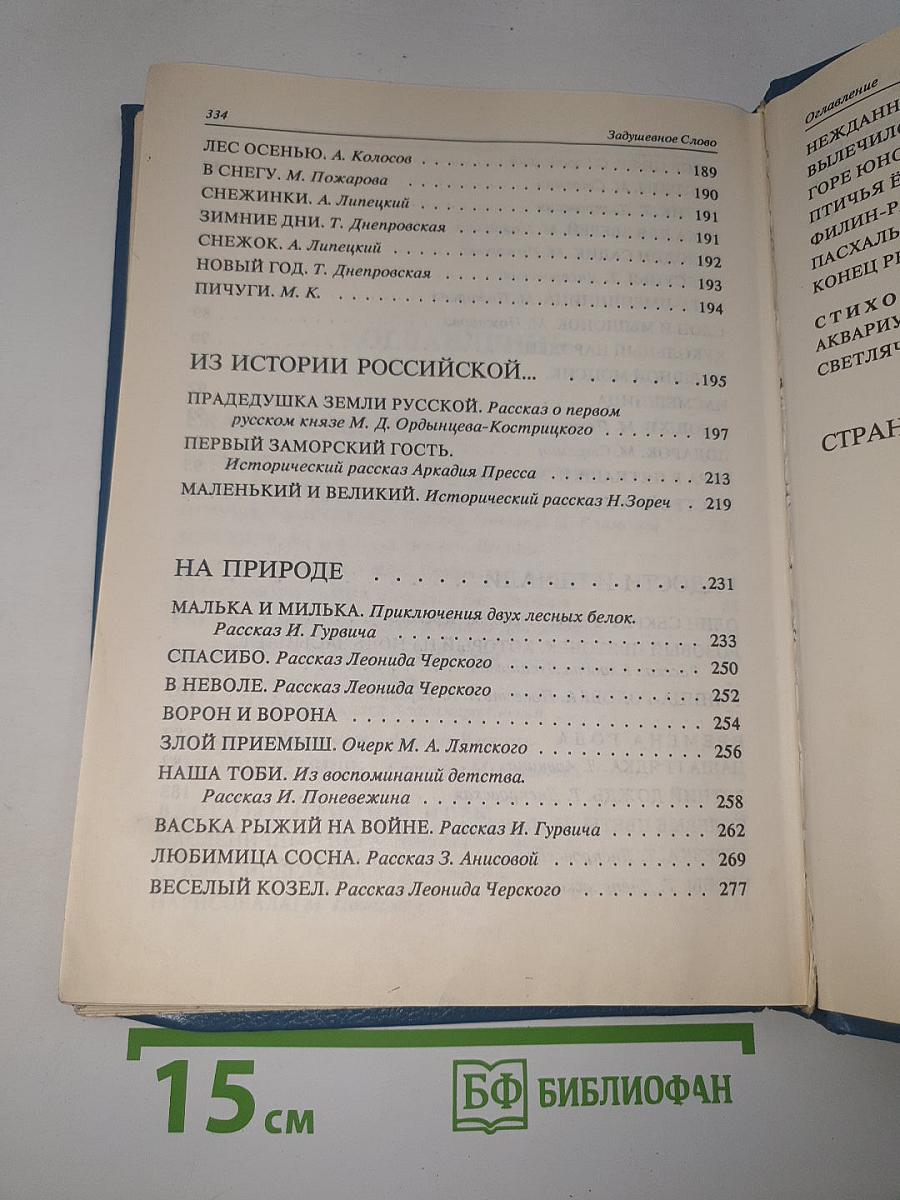 334
Задушевное Слово
ЛЕС ОСЕНЬЮ. А. Колосов . . . . . . . . . . . . . . . . . . . . . 189
В СНЕГУ. М. Пожарова . . . . . . . . . . . . . . . . . . . . . 190
СНЕЖИНКИ. А. Липецкий . . . . . . . . . . . . . . . . . . . . 191
ЗИМНИЕ ДНИ. Т. Днепровская . . . . . . . . . . . . . . . . . 191
СНЕЖОК. А. Липецкий . . . . . . . . . . . . . . . . . . . . . 192
НОВЫЙ ГОД. Т. Днепровская . . . . . . . . . . . . . . . . . . 193
ПИЧУГИ. М. К. . . . . . . . . . . . . . . . . . . . . . . . . 194
ИЗ ИСТОРИИ РОССИЙСКОЙ... . . . . . . . .195
ПРАДЕДУШКА ЗЕМЛИ РУССКОЙ. Рассказ о первом
русском князе М. Д. Ордынцева-Кострицкого . . . . . . 197
ПЕРВЫЙ ЗАМОРСКИЙ ГОСТЬ.
Исторический рассказ Аркадия Пресса . . . . . . . . . . . 213
МАЛЕНЬКИЙ И ВЕЛИКИЙ. Исторический рассказ Н.Зореч . 219
НА ПРИРОДЕ . . . . . . . . . . . . . . . . .231
МАЛЬКА И МИЛЬКА. Приключения двух лесных белок.
Рассказ И. Гурвича . . . . . . . . . . . . . . . . . . . . 233
СПАСИБО. Рассказ Леонида Черского . . . . . . . . . . . . . 250
В НЕВОЛЕ. Рассказ Леонида Черского . . . . . . . . . . . . . 252
ВОРОН И ВОРОНА . . . . . . . . . . . . . . . . . . . . . . . 254
ЗЛОЙ ПРИЕМЫШ. Очерк М. А. Лятского . . . . . . . . . . . 256
НАША ТОБИ. Из воспоминаний детства.
Рассказ И. Поневежина . . . . . . . . . . . . . . . . . . . 258
ВАСЬКА РЫЖИЙ НА ВОЙНЕ. Рассказ И. Гурвича . . . . . . . 262
ЛЮБИМИЦА СОСНА. Рассказ З. Анисовой . . . . . . . . . . 269
ВЕСЕЛЫЙ КОЗЕЛ. Рассказ Леонида Черского . . . . . . . . . 277
Оглавление
ВЫЛЕЧИЛ
ГОРЕ
ПТИЧЬЯ
КОНЕЦ
15 см
БФ БИБЛИОФАН